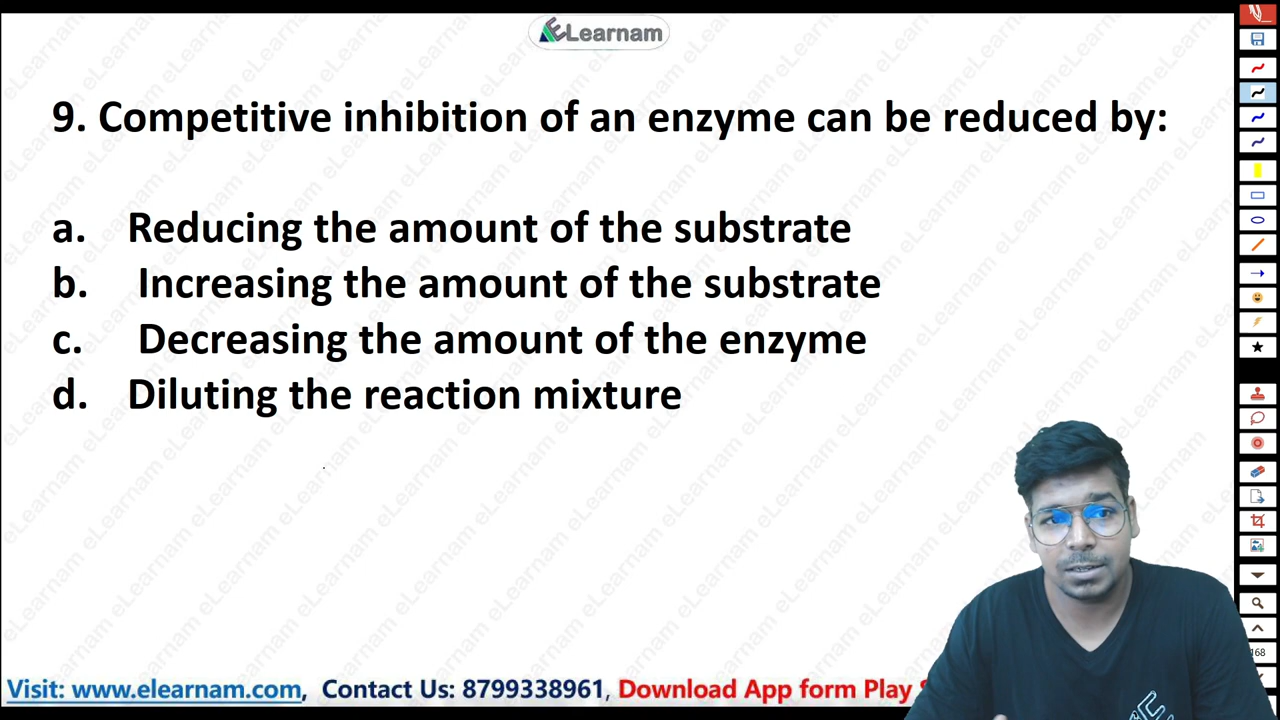 ELearnam
9. Competitive inhibition of an enzyme can be reduced by:
a. Reducing the amount of the substrate
b. Increasing the amount of the substrate
c. Decreasing the amount of the enzyme
d. Diluting the reaction mixture
168
Visit: www.elearnam.com, Contact Us: 8799338961, Download App form Play